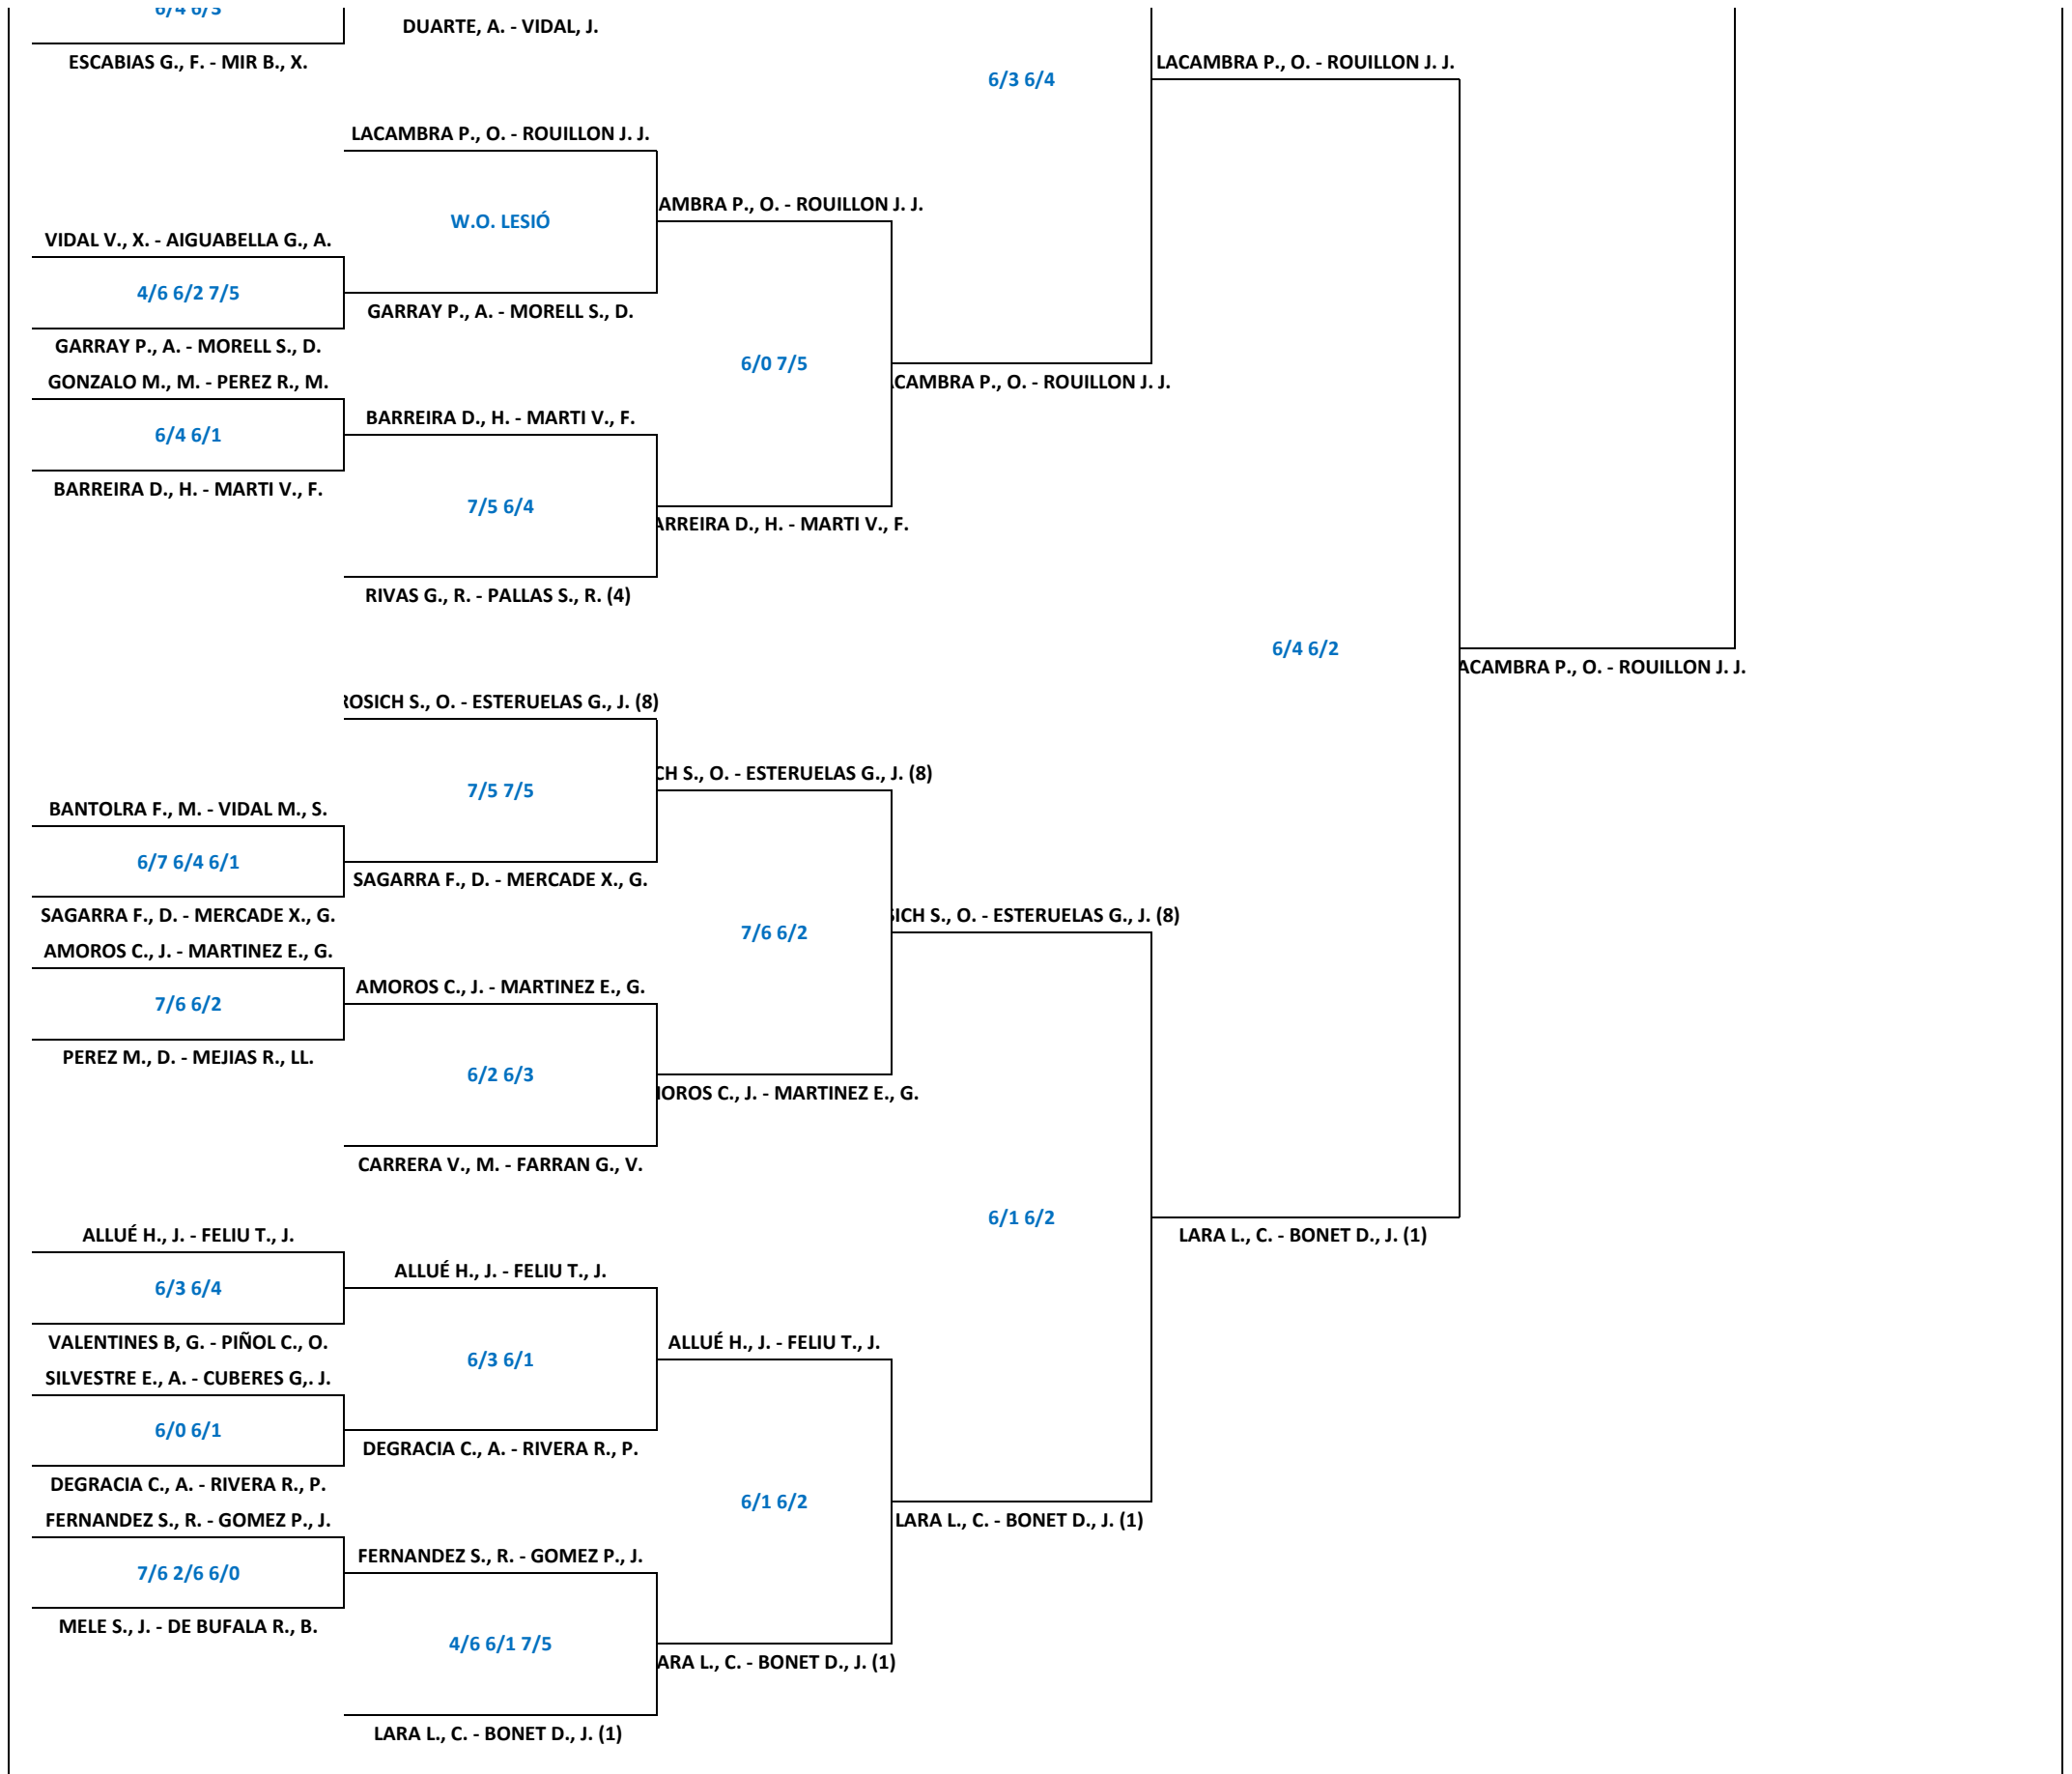 6/4 6/3
DUARTE, A. - VIDAL, J.
ESCABIAS G., F. - MIR B., X.
LACAMBRA P., O. - ROUILLON J. J.
6/3 6/4
LACAMBRA P., O. - ROUILLON J. J.
AMBRA P., O. - ROUILLON J. J.
W.O. LESIÓ
VIDAL V., X. - AIGUABELLA G., A.
4/6 6/2 7/5
GARRAY P., A. - MORELL S., D.
GARRAY P., A. - MORELL S., D.
6/0 7/5
GONZALO M., M. - PEREZ R., M.
CAMBRA P., O. - ROUILLON J. J.
BARREIRA D., H. - MARTI V., F.
6/4 6/1
BARREIRA D., H. - MARTI V., F.
7/5 6/4
ARREIRA D., H. - MARTI V., F.
RIVAS G., R. - PALLAS S., R. (4)
6/4 6/2
ACAMBRA P., O. - ROUILLON J. J.
ROSICH S., O. - ESTERUELAS G., J. (8)
CH S., O. - ESTERUELAS G., J. (8)
7/5 7/5
BANTOLRA F., M. - VIDAL M., S.
6/7 6/4 6/1
SAGARRA F., D. - MERCADE X., G.
SAGARRA F., D. - MERCADE X., G.
SICH S., O. - ESTERUELAS G., J. (8)
7/6 6/2
AMOROS C., J. - MARTINEZ E., G.
AMOROS C., J. - MARTINEZ E., G.
7/6 6/2
PEREZ M., D. - MEJIAS R., LL.
6/2 6/3
OROS C., J. - MARTINEZ E., G.
CARRERA V., M. - FARRAN G., V.
6/1 6/2
ALLUÉ H., J. - FELIU T., J.
LARA L., C. - BONET D., J. (1)
ALLUÉ H., J. - FELIU T., J.
6/3 6/4
VALENTINES B, G. - PIÑOL C., O.
ALLUÉ H., J. - FELIU T., J.
6/3 6/1
SILVESTRE E., A. - CUBERES G,. J.
6/0 6/1
DEGRACIA C., A. - RIVERA R., P.
DEGRACIA C., A. - RIVERA R., P.
6/1 6/2
FERNANDEZ S., R. - GOMEZ P., J.
LARA L., C. - BONET D., J. (1)
FERNANDEZ S., R. - GOMEZ P., J.
7/6 2/6 6/0
MELE S., J. - DE BUFALA R., B.
4/6 6/1 7/5
ARA L., C. - BONET D., J. (1)
LARA L., C. - BONET D., J. (1)